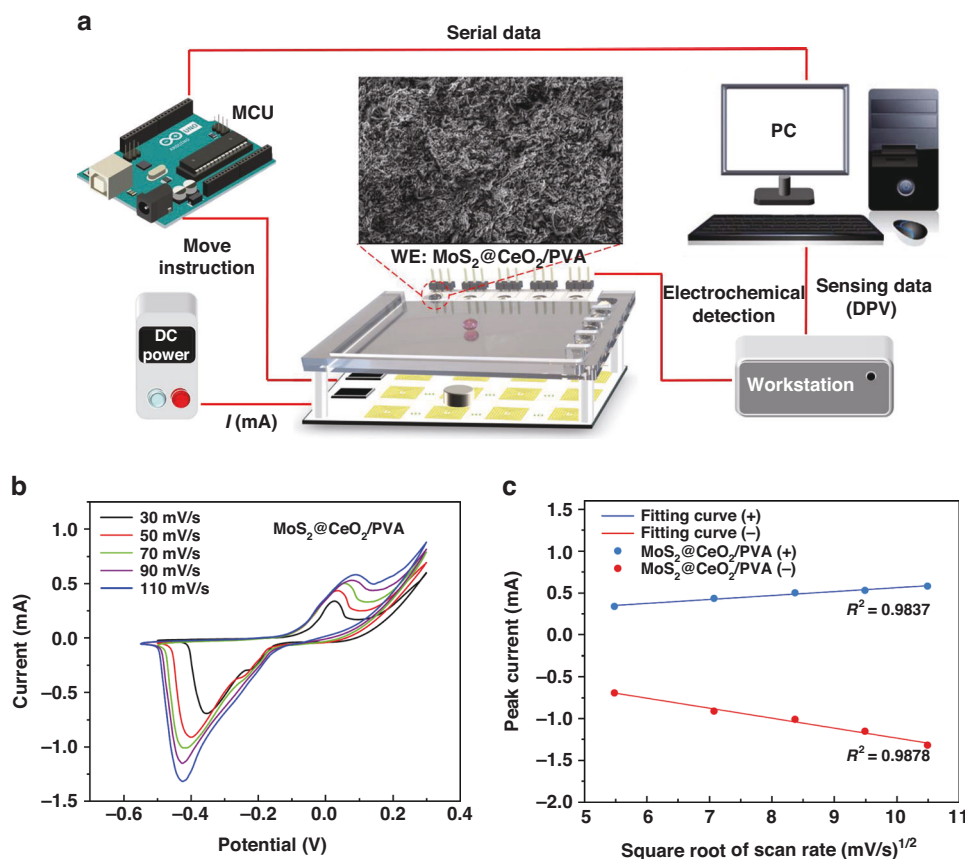 a
Serial data
MCU
UNO
ARDUINO
PC
Move
instruction
WE: MoS₂@CeO₂/PVA
Electrochemical
detection
Sensing data
(DPV)
DC
power
I (mA)
Workstation
b
30 mV/s
50 mV/s
70 mV/s
90 mV/s
110 mV/s
MoS₂@CeO₂/PVA
1.0
0.5
0.0
−0.5
−1.0
−1.5
Current (mA)
−0.6
−0.4
−0.2
0.0
0.2
0.4
Potential (V)
c
Fitting curve (+)
Fitting curve (−)
MoS₂@CeO₂/PVA (+)
MoS₂@CeO₂/PVA (−)
R² = 0.9837
R² = 0.9878
1.5
1.0
0.5
0.0
−0.5
−1.0
−1.5
−2.0
Peak current (mA)
5
6
7
8
9
10
11
Square root of scan rate (mV/s)¹/²